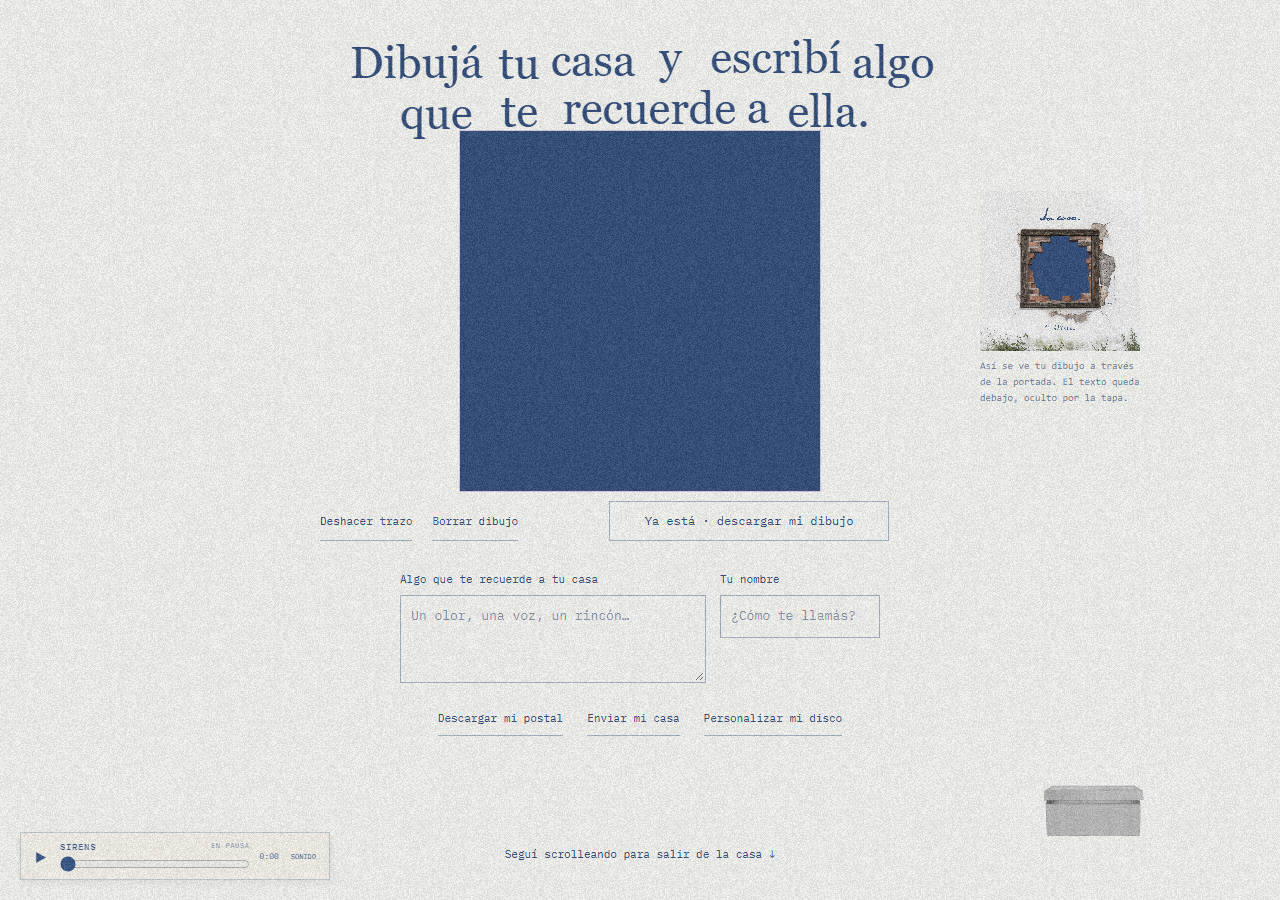 Dibujá tu casa y escribí algo
que te recuerde a ella.
Así se ve tu dibujo a través
de la portada. El texto queda
debajo, oculto por la tapa.
Deshacer trazo
Borrar dibujo
Ya está · descargar mi dibujo
Algo que te recuerde a tu casa
Tu nombre
Un olor, una voz, un rincón…
¿Cómo te llamás?
Descargar mi postal
Enviar mi casa
Personalizar mi disco
SIRENS
EN PAUSA
0:00
SONIDO
Seguí scrolleando para salir de la casa ↓